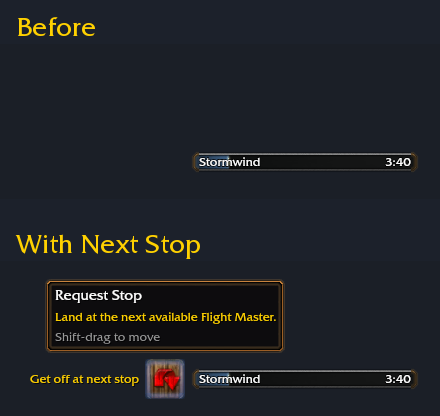 Before
Stormwind 3:40
With Next Stop
Request Stop
Land at the next available Flight Master.
Shift-drag to move
Get off at next stop
Stormwind 3:40